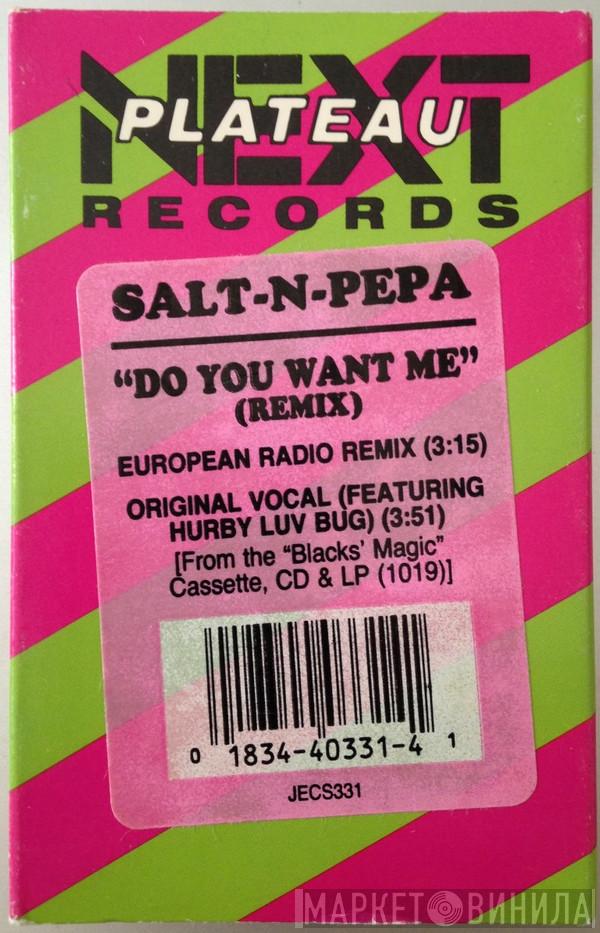 NEXT
PLATEAU
RECORDS
SALT-N-PEPA
“DO YOU WANT ME”
(REMIX)
EUROPEAN RADIO REMIX (3:15)
ORIGINAL VOCAL (FEATURING
HURBY LUV BUG) (3:51)
[From the “Blacks’ Magic”
Cassette, CD & LP (1019)]
0 1834-40331-4 1
JECS331
МАРКЕТ ВИНИЛА